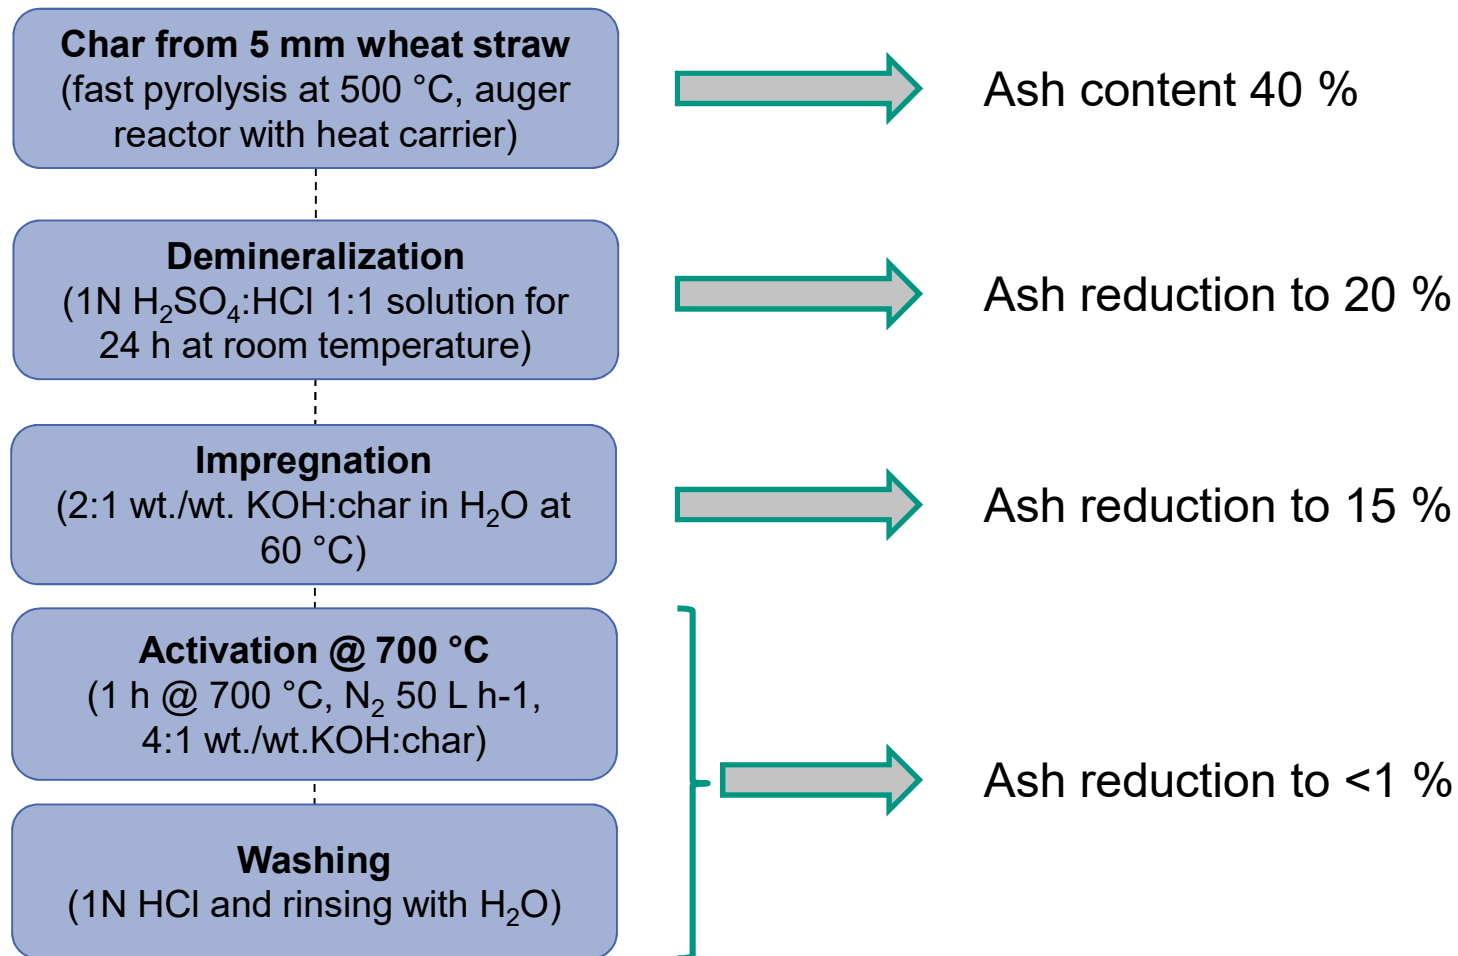 Char from 5 mm wheat straw
(fast pyrolysis at 500 °C, auger
reactor with heat carrier)
Ash content 40 %
Demineralization
(1N H₂SO₄:HCl 1:1 solution for
24 h at room temperature)
Ash reduction to 20 %
Impregnation
(2:1 wt./wt. KOH:char in H₂O at
60 °C)
Ash reduction to 15 %
Activation @ 700 °C
(1 h @ 700 °C, N₂ 50 L h-1,
4:1 wt./wt.KOH:char)
Ash reduction to <1 %
Washing
(1N HCl and rinsing with H₂O)